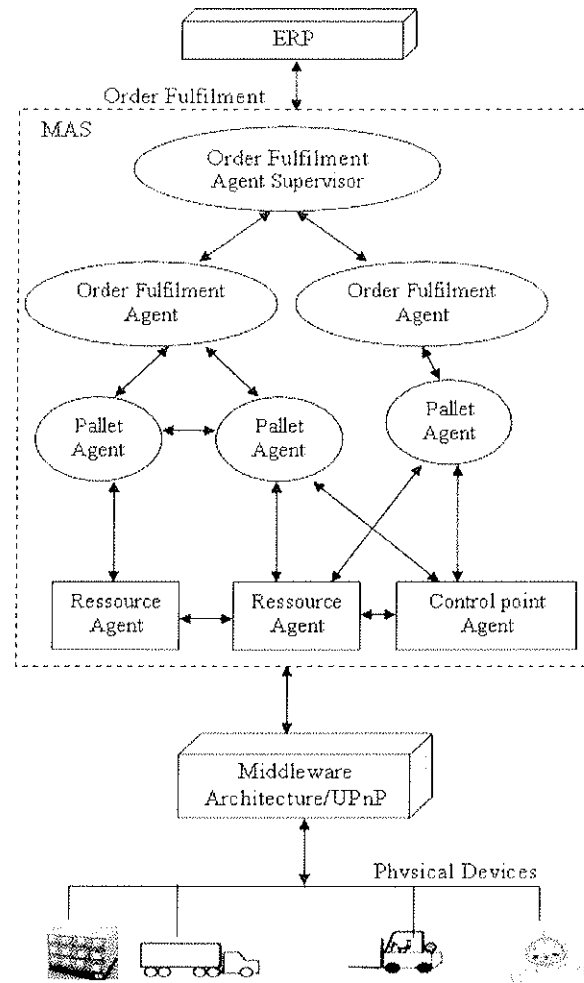 ERP
Order Fulfilment
MAS
Order Fulfilment
Agent Supervisor
Order Fulfilment
Agent
Order Fulfilment
Agent
Pallet
Agent
Pallet
Agent
Pallet
Agent
Ressource
Agent
Ressource
Agent
Control point
Agent
Middleware
Architecture/UPnP
Physical Devices